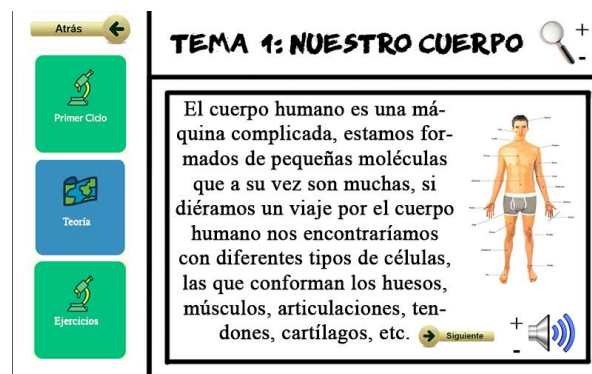 Atrás
TEMA 1: NUESTRO CUERPO
+
-
Primer Ciclo
Teoría
Ejercicios
El cuerpo humano es una má-
quina complicada, estamos for-
mados de pequeñas moléculas
que a su vez son muchas, si
diéramos un viaje por el cuerpo
humano nos encontraríamos
con diferentes tipos de células,
las que conforman los huesos,
músculos, articulaciones, ten-
dones, cartílagos, etc.
Siguiente
+
-